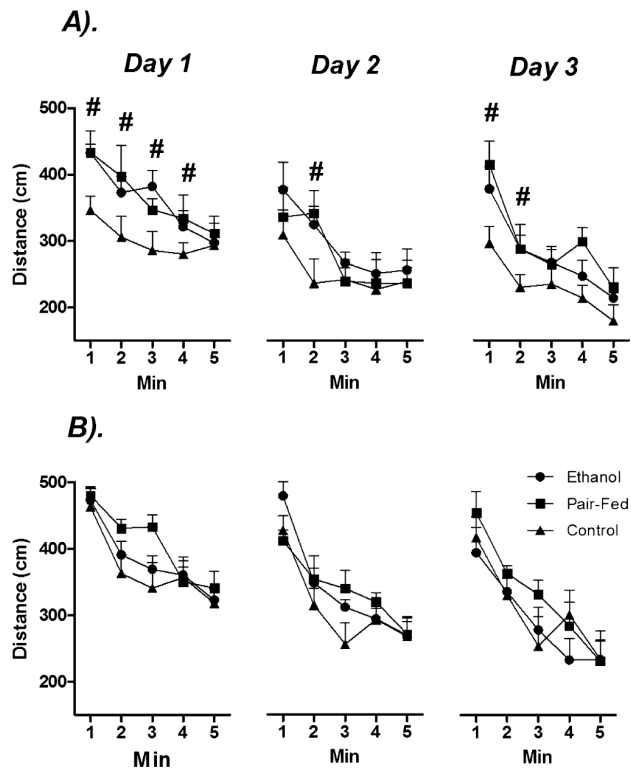 A).
Day 1 Day 2 Day 3
# # # # # # #
500
400
300
200
Distance (cm)
1 2 3 4 5 1 2 3 4 5 1 2 3 4 5
Min Min Min
B).
500
400
300
200
Distance (cm)
Ethanol
Pair-Fed
Control
1 2 3 4 5 1 2 3 4 5 1 2 3 4 5
Min Min Min